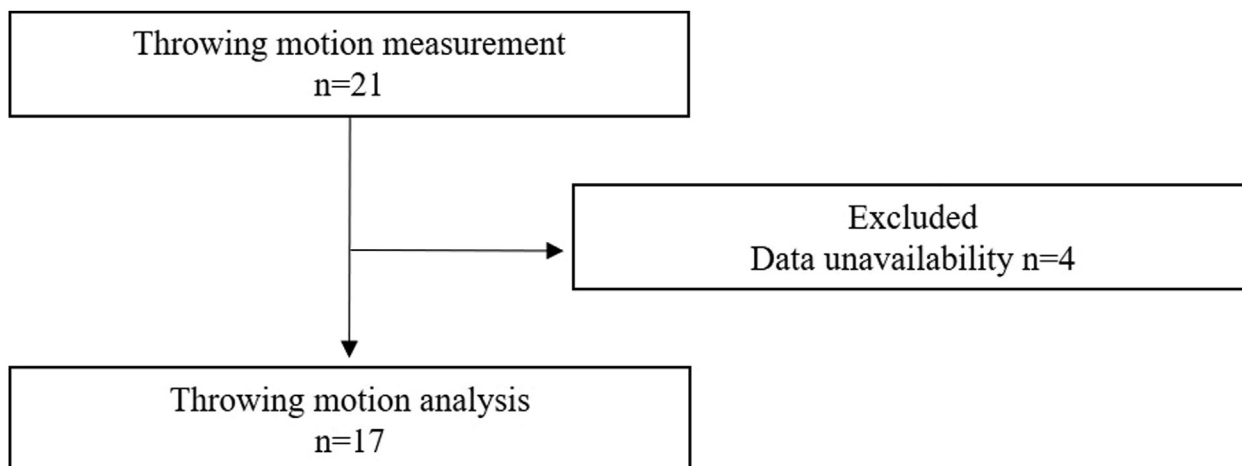 Throwing motion measurement
n=21
Excluded
Data unavailability n=4
Throwing motion analysis
n=17